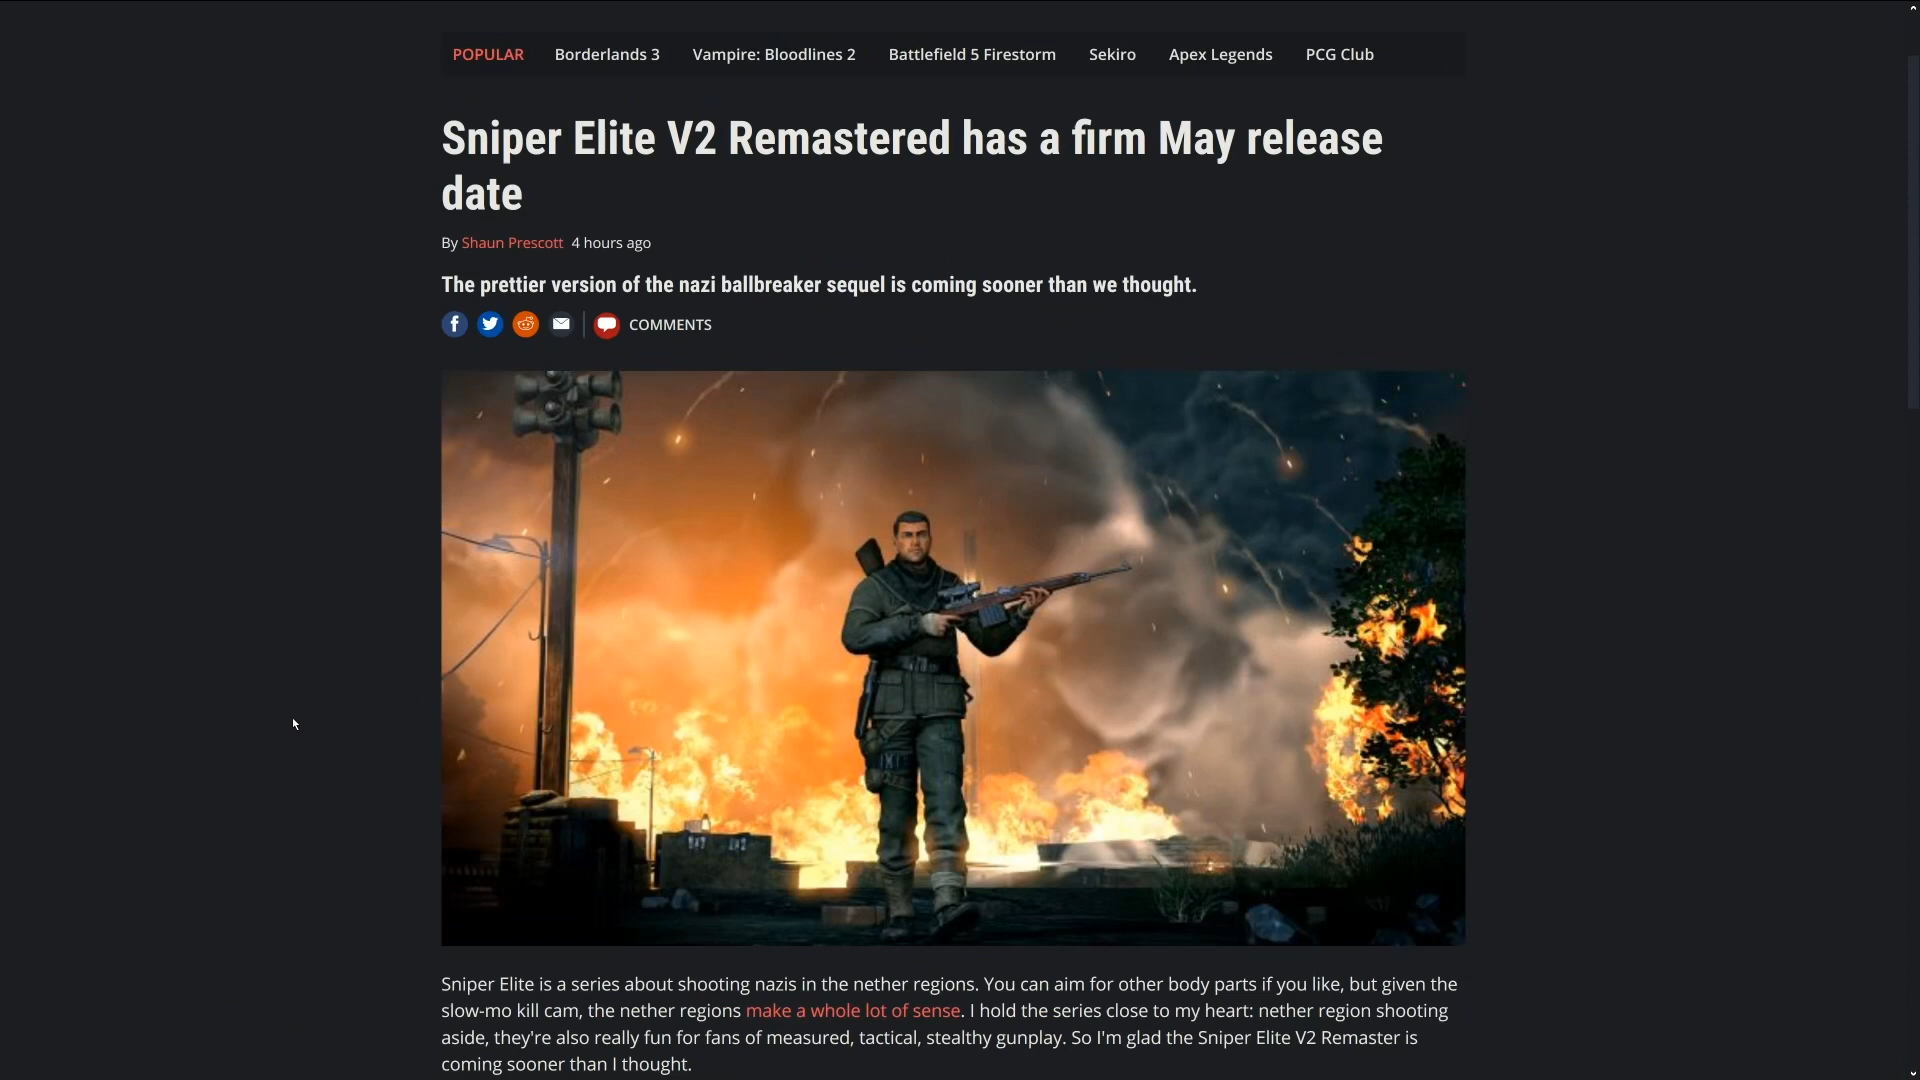 POPULAR Borderlands 3 Vampire: Bloodlines 2 Battlefield 5 Firestorm Sekiro Apex Legends PCG Club
Sniper Elite V2 Remastered has a firm May release
date
By Shaun Prescott 4 hours ago
The prettier version of the nazi ballbreaker sequel is coming sooner than we thought.
COMMENTS
Sniper Elite is a series about shooting nazis in the nether regions. You can aim for other body parts if you like, but given the
slow-mo kill cam, the nether regions make a whole lot of sense. I hold the series close to my heart: nether region shooting
aside, they're also really fun for fans of measured, tactical, stealthy gunplay. So I'm glad the Sniper Elite V2 Remaster is
coming sooner than I thought.